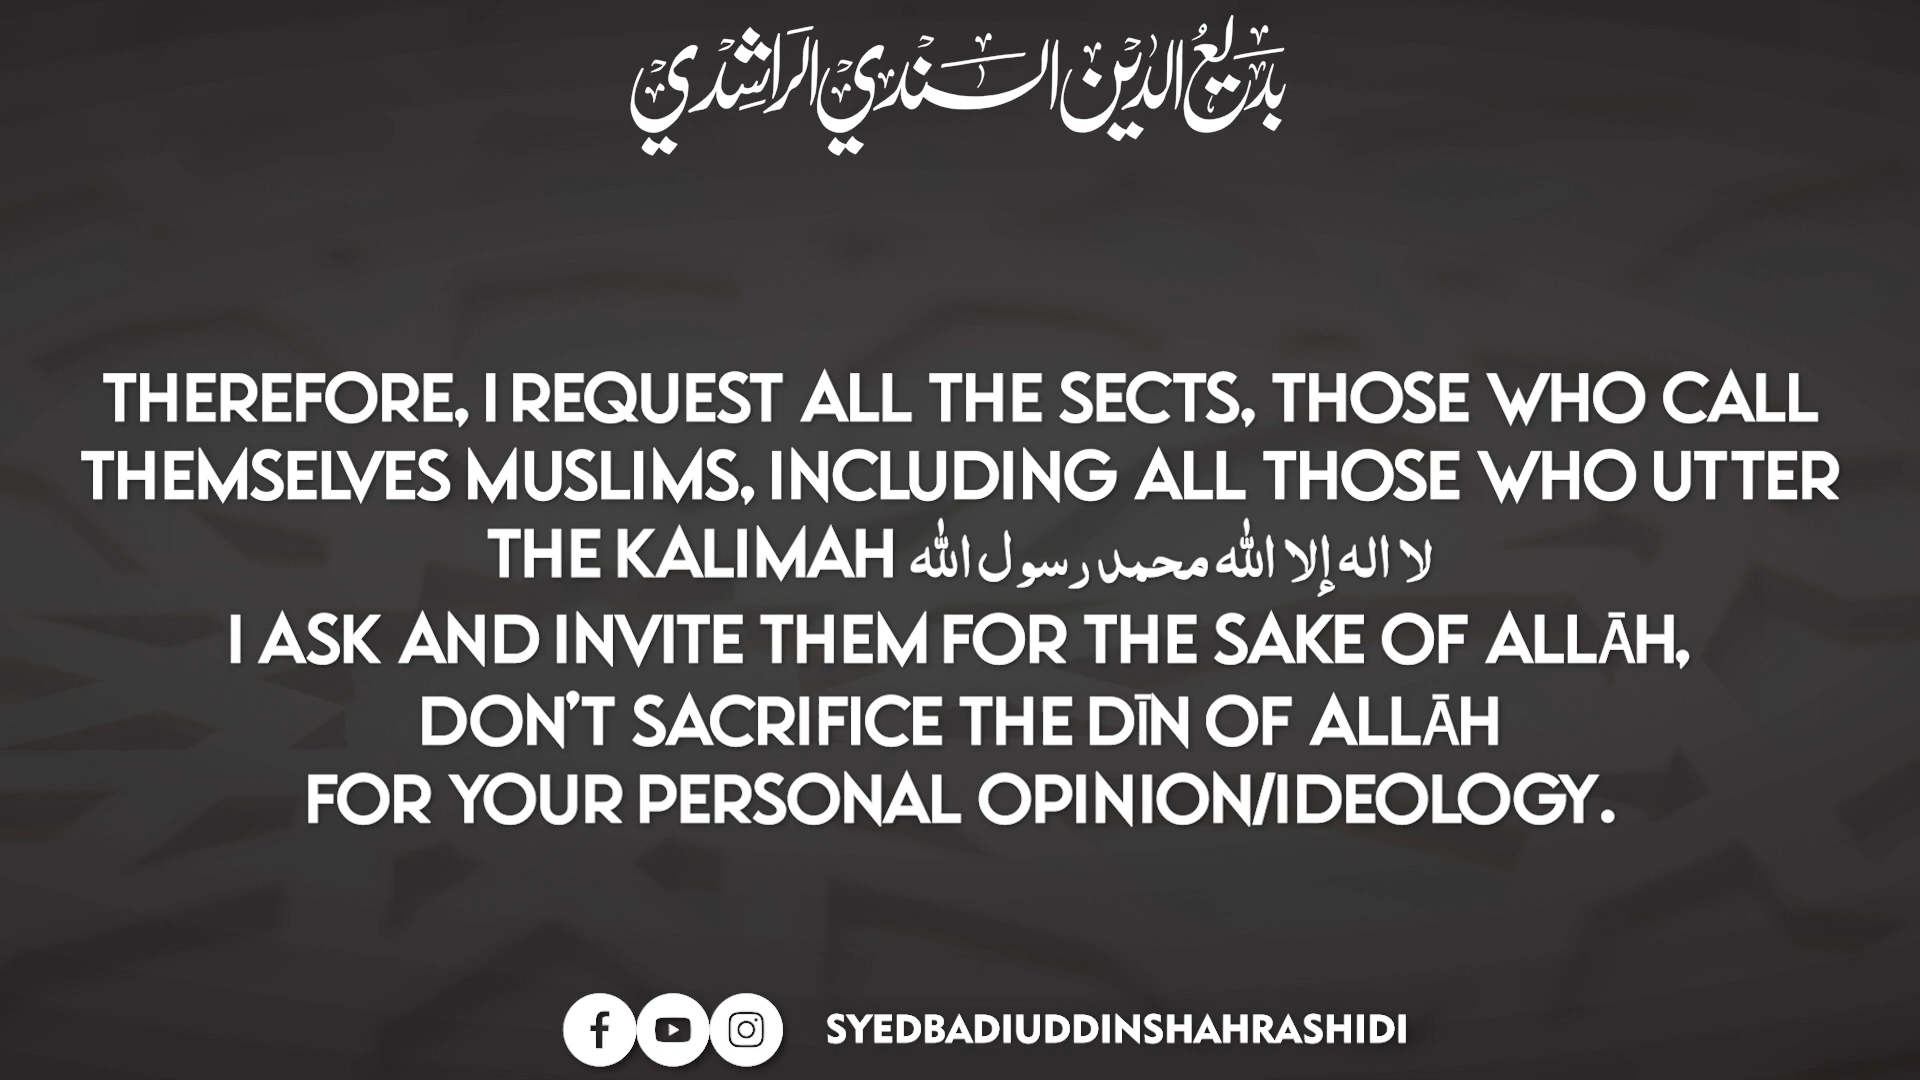 بديع الدين السندي الراشدي
THEREFORE, I REQUEST ALL THE SECTS, THOSE WHO CALL
THEMSELVES MUSLIMS, INCLUDING ALL THOSE WHO UTTER
THE KALIMAH لا اله إلا الله محمد رسول الله
I ASK AND INVITE THEM FOR THE SAKE OF ALLĀH,
DON'T SACRIFICE THE DĪN OF ALLĀH
FOR YOUR PERSONAL OPINION/IDEOLOGY.
SYEDBADIUDDINSHAHRASHIDI